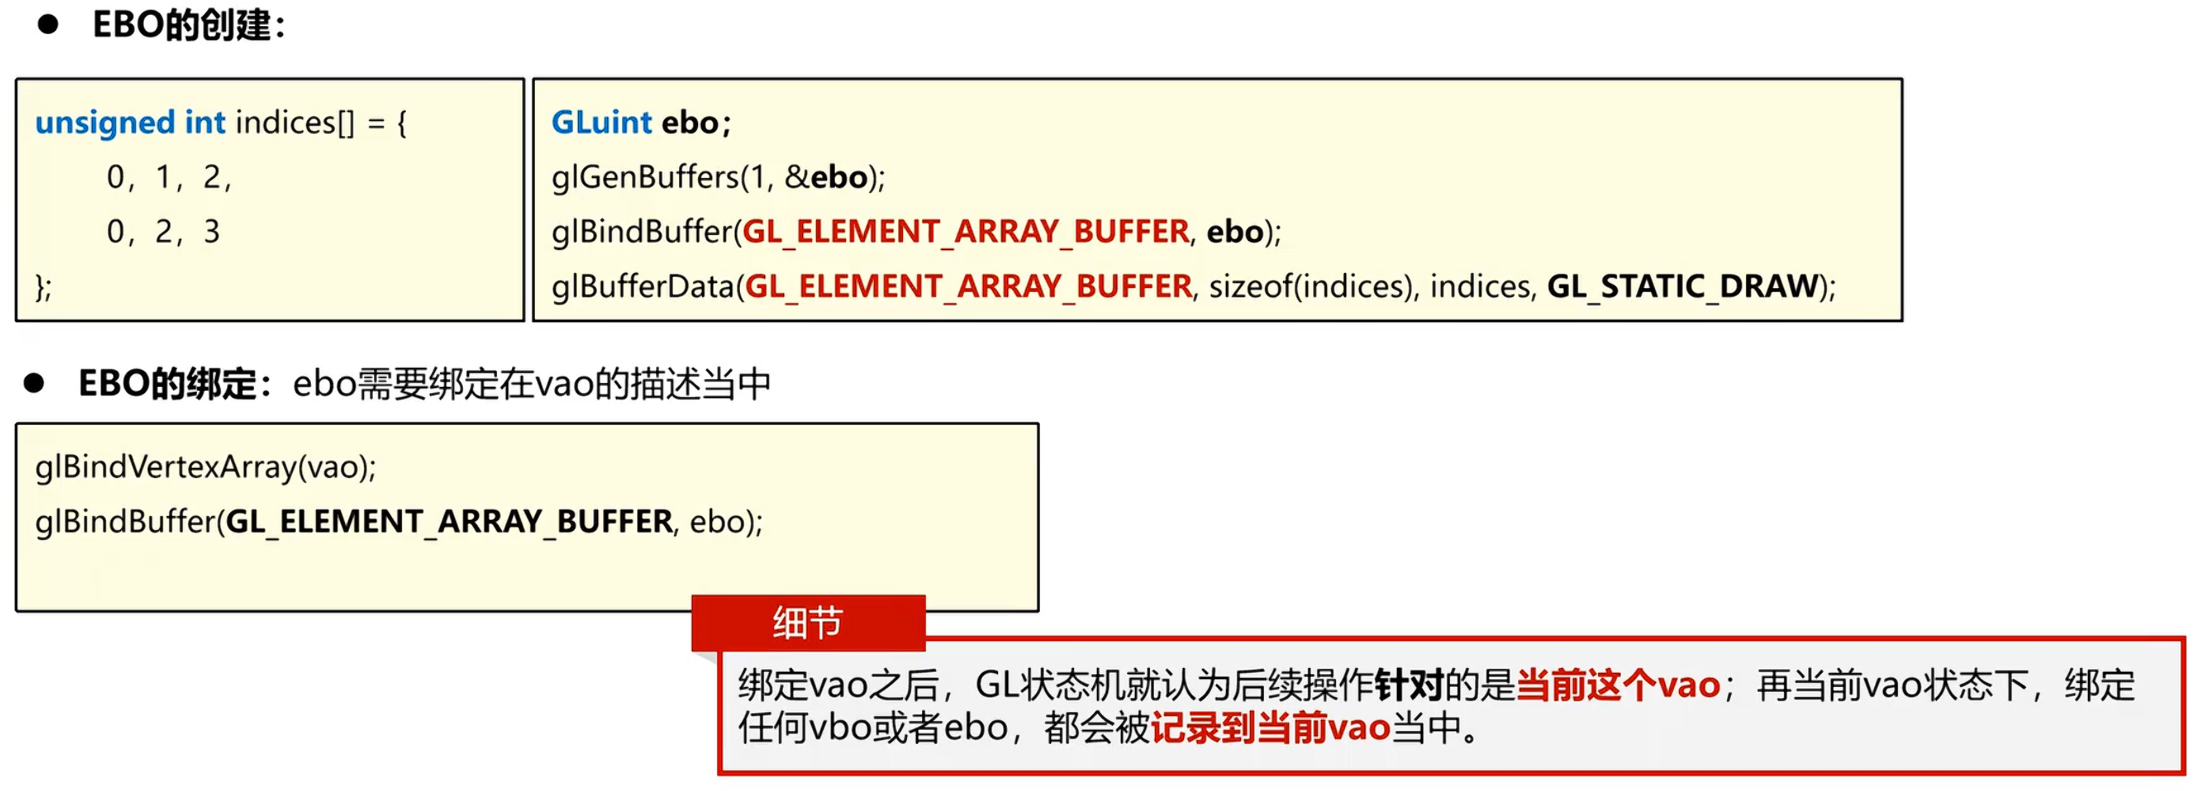 ● EBO的创建：
unsigned int indices[] = {
0，1，2，
0，2，3
};
GLuint ebo；
glGenBuffers(1, &ebo);
glBindBuffer(GL_ELEMENT_ARRAY_BUFFER, ebo);
glBufferData(GL_ELEMENT_ARRAY_BUFFER, sizeof(indices), indices, GL_STATIC_DRAW);
● EBO的绑定：ebo需要绑定在vao的描述当中
glBindVertexArray(vao);
glBindBuffer(GL_ELEMENT_ARRAY_BUFFER, ebo);
细节
绑定vao之后，GL状态机就认为后续操作针对的是当前这个vao；再当前vao状态下，绑定
任何vbo或者ebo，都会被记录到当前vao当中。